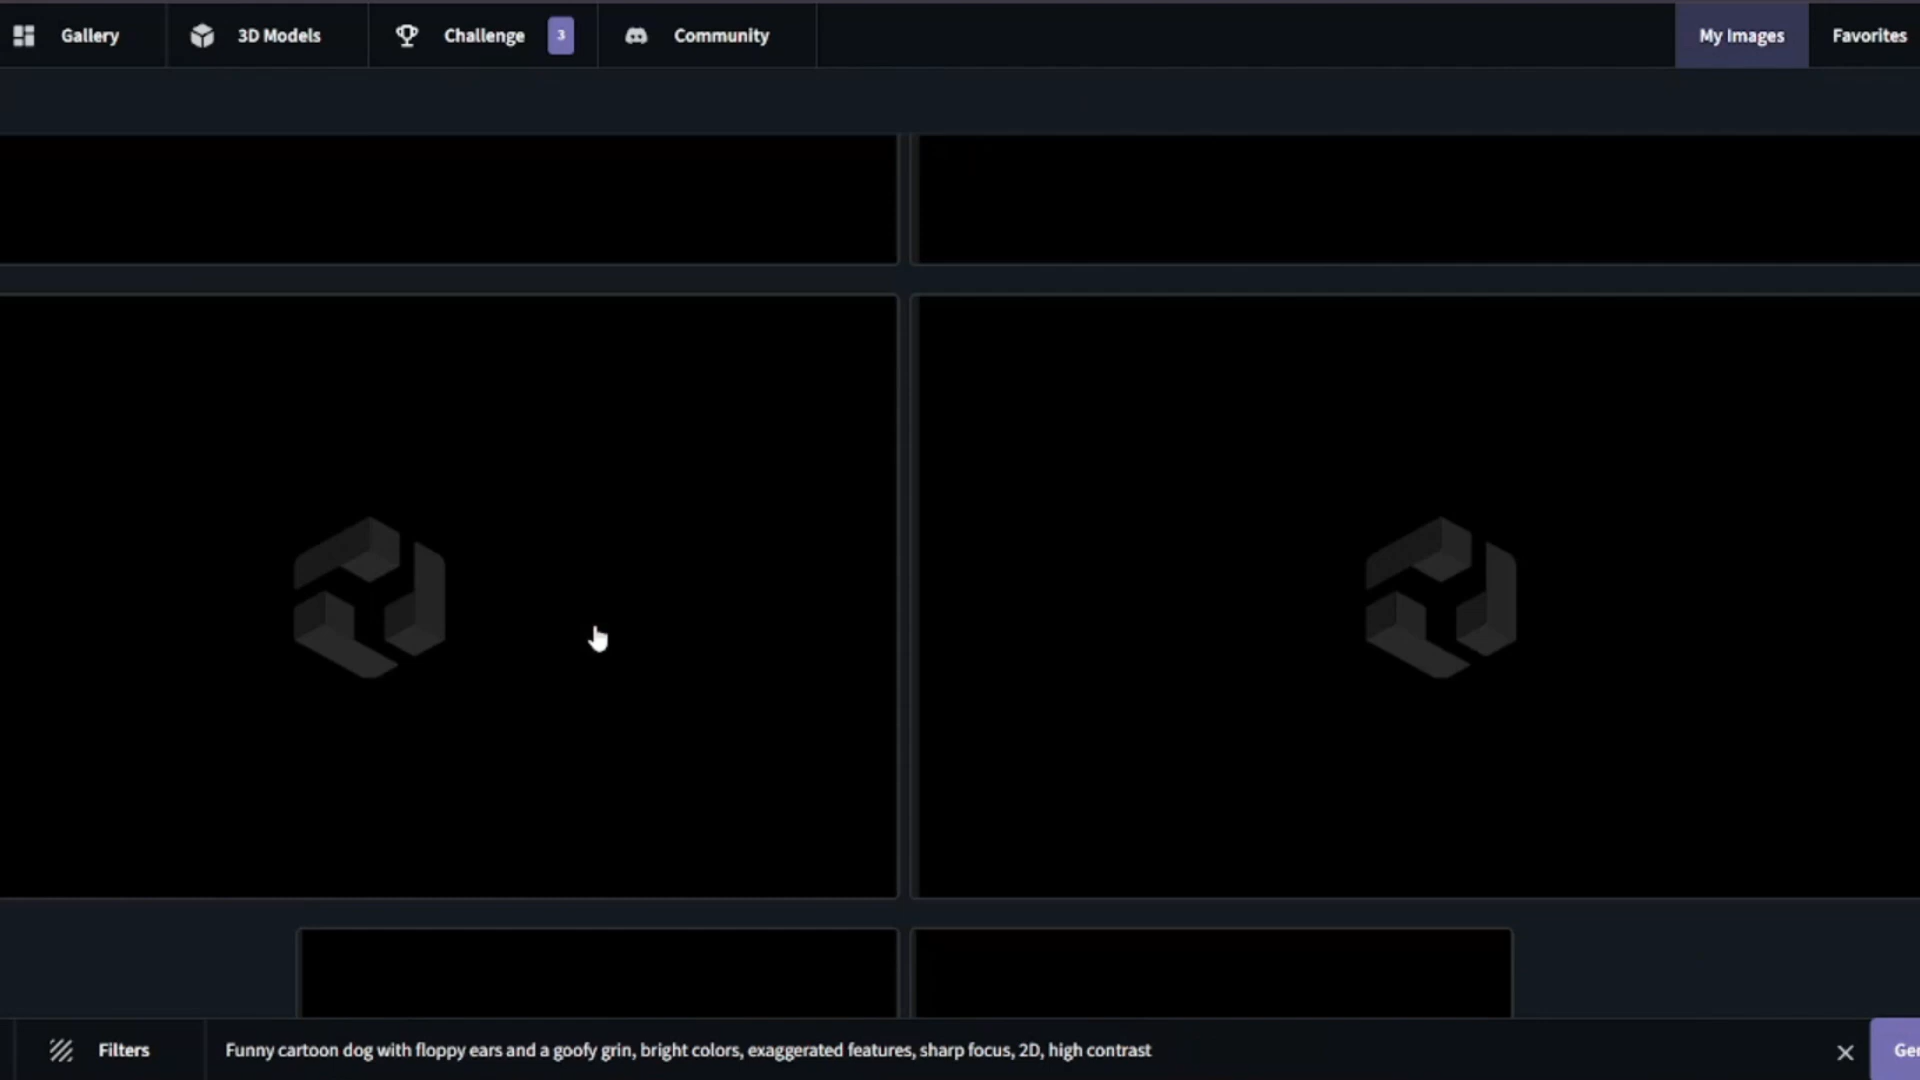 Gallery
3D Models
Challenge
3
Community
My Images
Favorites
Filters
Funny cartoon dog with floppy ears and a goofy grin, bright colors, exaggerated features, sharp focus, 2D, high contrast